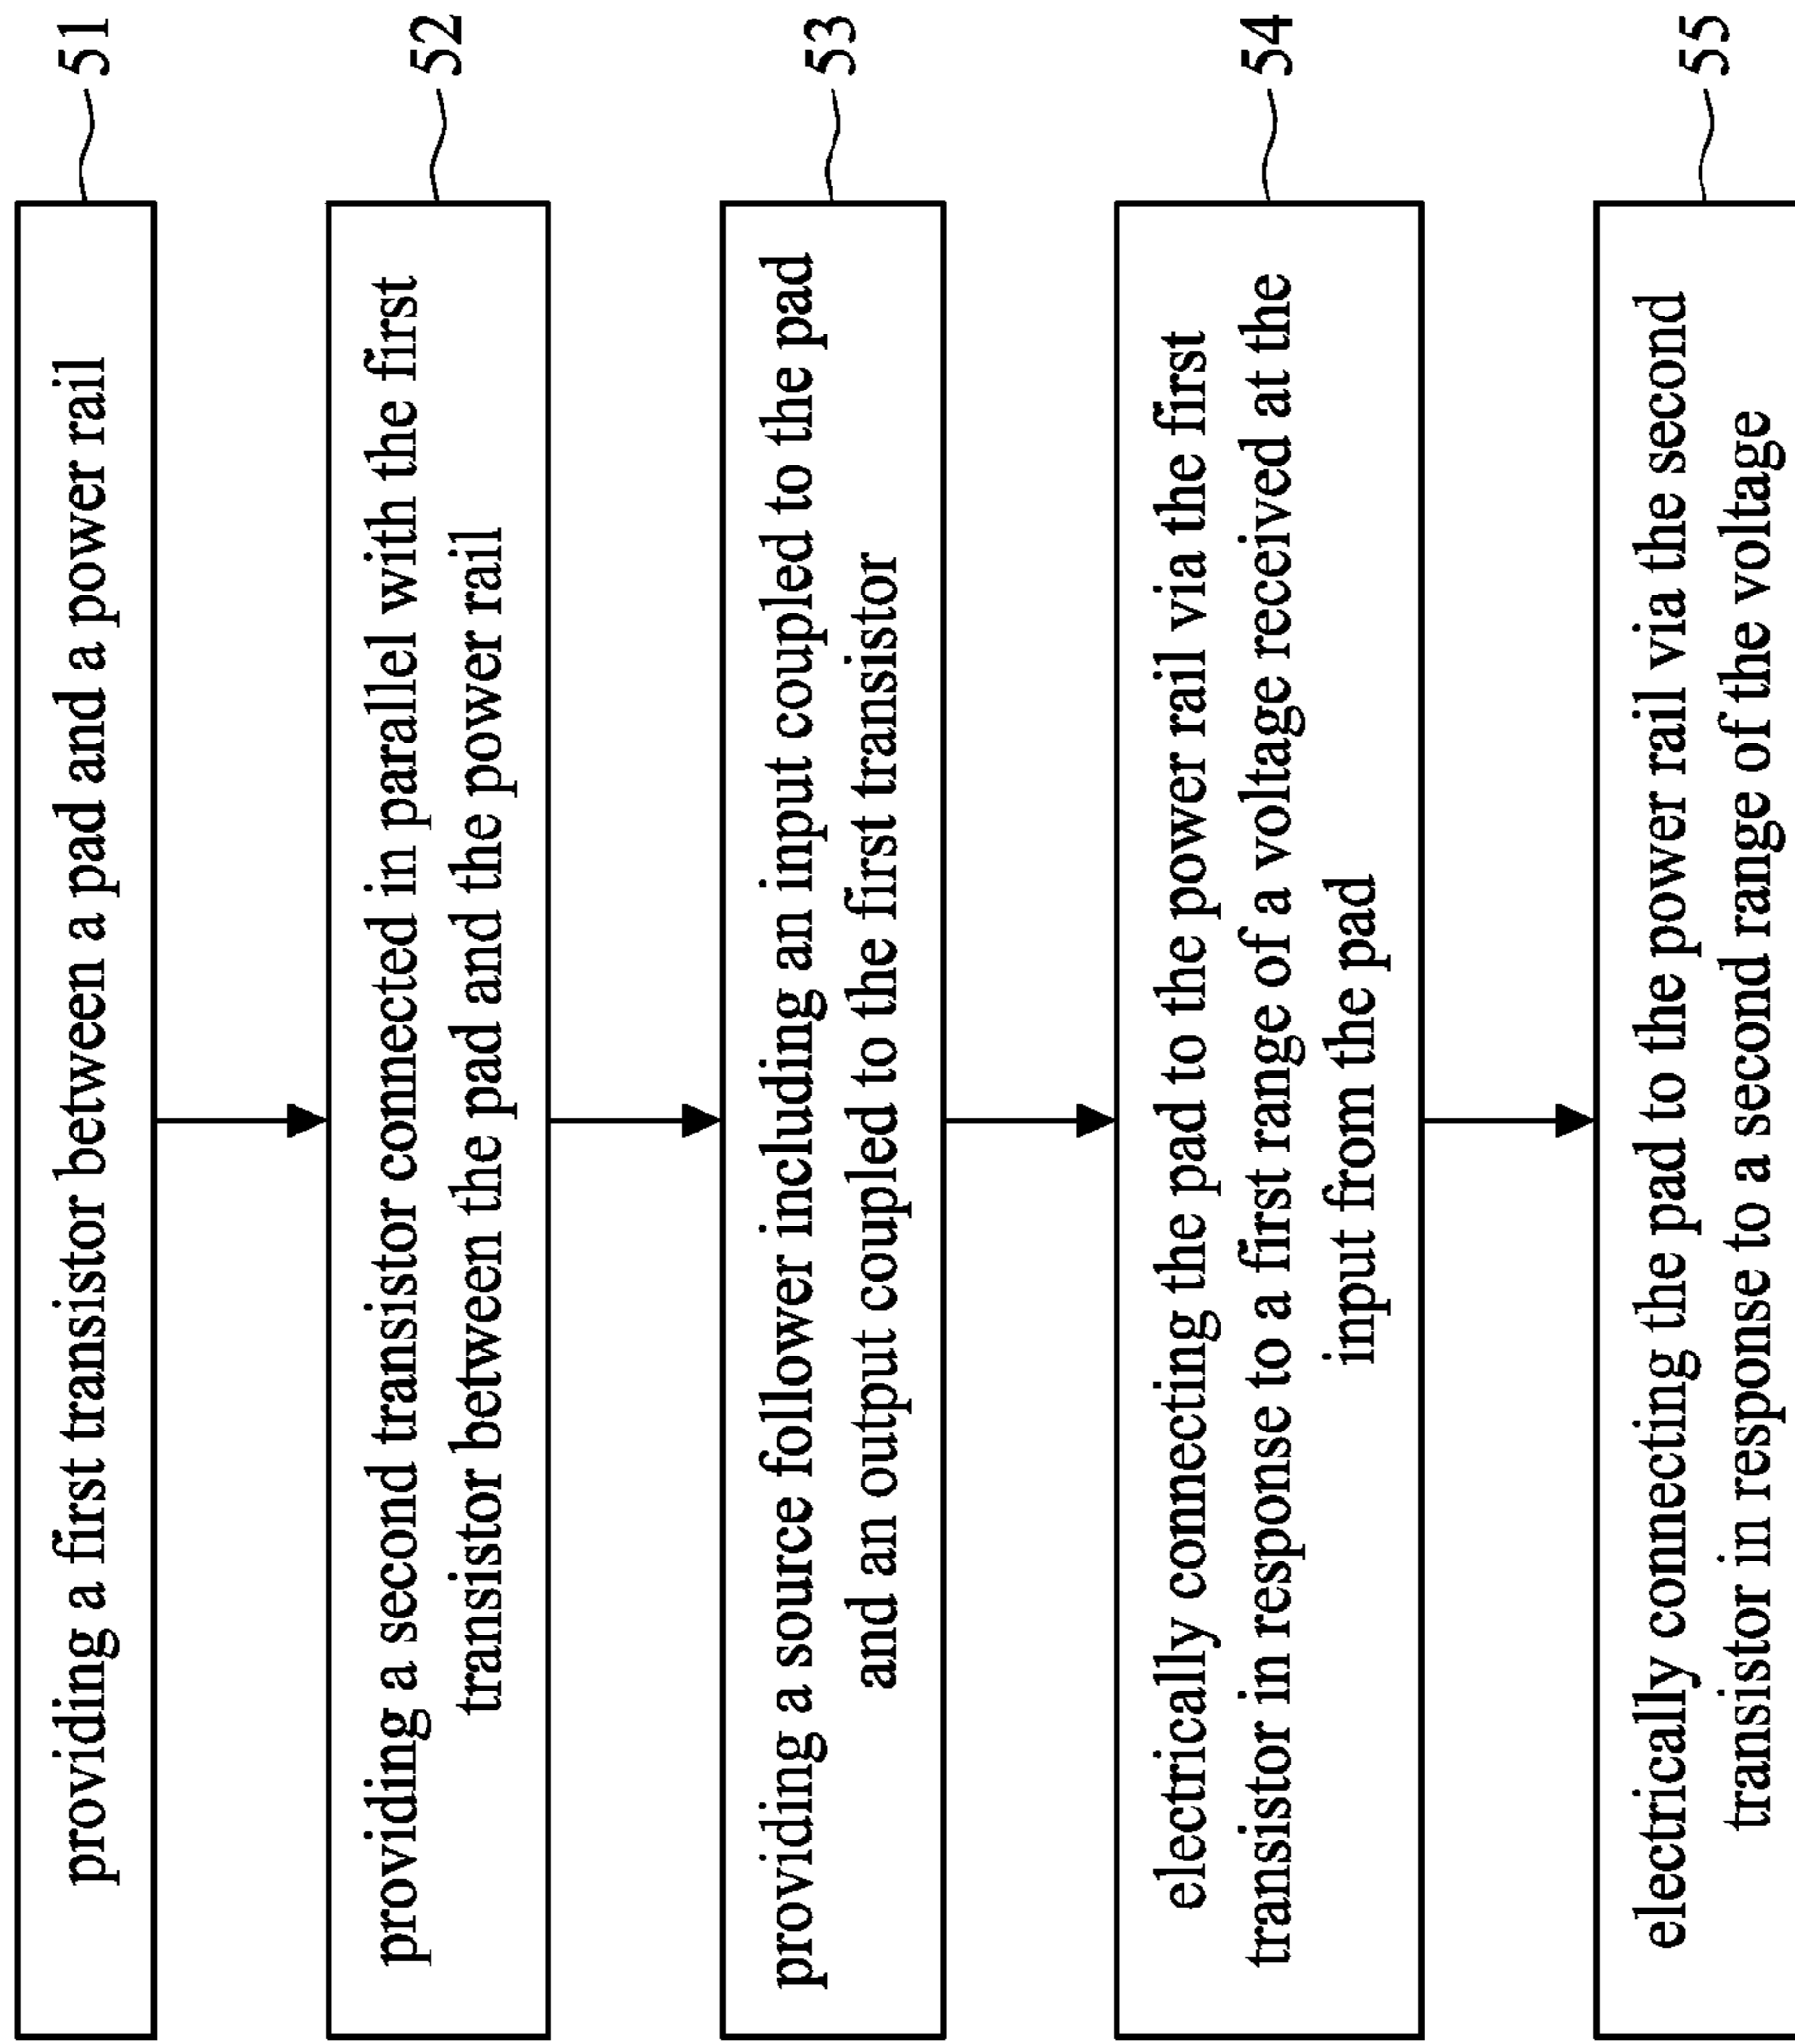 providing a first transistor between a pad and a power rail
51
providing a second transistor connected in parallel with the first
transistor between the pad and the power rail
52
providing a source follower including an input coupled to the pad
and an output coupled to the first transistor
53
electrically connecting the pad to the power rail via the first
transistor in response to a first range of a voltage received at the
input from the pad
54
electrically connecting the pad to the power rail via the second
transistor in response to a second range of the voltage
55